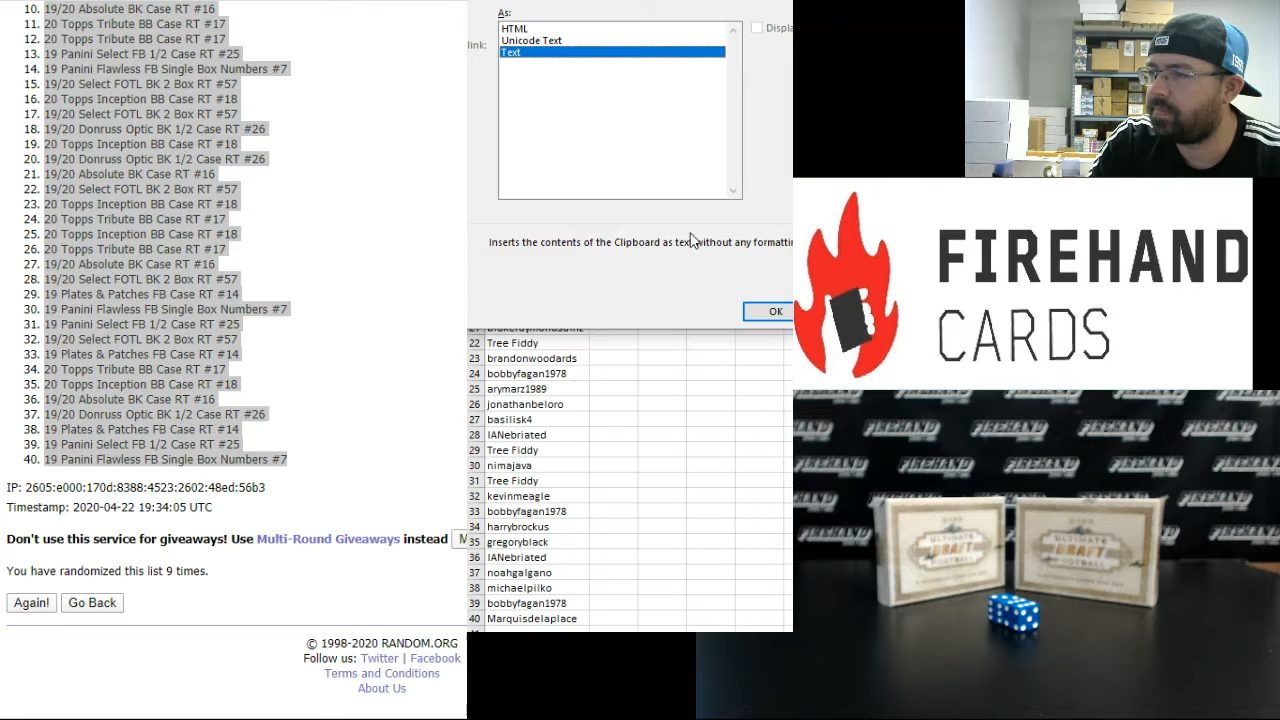 10. 19/20 Absolute BK Case RT #16
11. 20 Topps Tribute BB Case RT #17
12. 20 Topps Tribute BB Case RT #17
13. 19 Panini Select FB 1/2 Case RT #25
14. 19 Panini Flawless FB Single Box Numbers #7
15. 19/20 Select FOTL BK 2 Box RT #57
16. 20 Topps Inception BB Case RT #18
17. 19/20 Select FOTL BK 2 Box RT #57
18. 19/20 Donruss Optic BK 1/2 Case RT #26
19. 20 Topps Inception BB Case RT #18
20. 19/20 Donruss Optic BK 1/2 Case RT #26
21. 19/20 Absolute BK Case RT #16
22. 19/20 Select FOTL BK 2 Box RT #57
23. 20 Topps Inception BB Case RT #18
24. 20 Topps Tribute BB Case RT #17
25. 20 Topps Inception BB Case RT #18
26. 20 Topps Tribute BB Case RT #17
27. 19/20 Absolute BK Case RT #16
28. 19/20 Select FOTL BK 2 Box RT #57
29. 19 Plates & Patches FB Case RT #14
30. 19 Panini Flawless FB Single Box Numbers #7
31. 19 Panini Select FB 1/2 Case RT #25
32. 19/20 Select FOTL BK 2 Box RT #57
33. 19 Plates & Patches FB Case RT #14
34. 20 Topps Tribute BB Case RT #17
35. 20 Topps Inception BB Case RT #18
36. 19/20 Absolute BK Case RT #16
37. 19/20 Donruss Optic BK 1/2 Case RT #26
38. 19 Plates & Patches FB Case RT #14
39. 19 Panini Select FB 1/2 Case RT #25
40. 19 Panini Flawless FB Single Box Numbers #7
IP: 2605:e000:170d:8388:4523:2602:48ed:56b3
Timestamp: 2020-04-22 19:34:05 UTC
Don't use this service for giveaways! Use Multi-Round Giveaways instead
You have randomized this list 9 times.
Again! Go Back
© 1998-2020 RANDOM.ORG
Follow us: Twitter | Facebook
Terms and Conditions
About Us
As:
link:
HTML
Unicode Text
Text
Displa
Inserts the contents of the Clipboard as text without any formattin
OK
22 Tree Fiddy
23 brandonwoodards
24 bobbyfagan1978
25 arymarz1989
26 jonathanbeloro
27 basilisk4
28 IANebriated
29 Tree Fiddy
30 nimajava
31 Tree Fiddy
32 kevinmeagle
33 bobbyfagan1978
34 harrybrockus
35 gregoryblack
36 IANebriated
37 noahgalgano
38 michaelpilko
39 bobbyfagan1978
40 Marquisdelaplace
FIREHAND
CARDS
FIREHAND
ULTIMATE
DRAFT
FOOTBALL
ULTIMATE
DRAFT
FOOTBALL